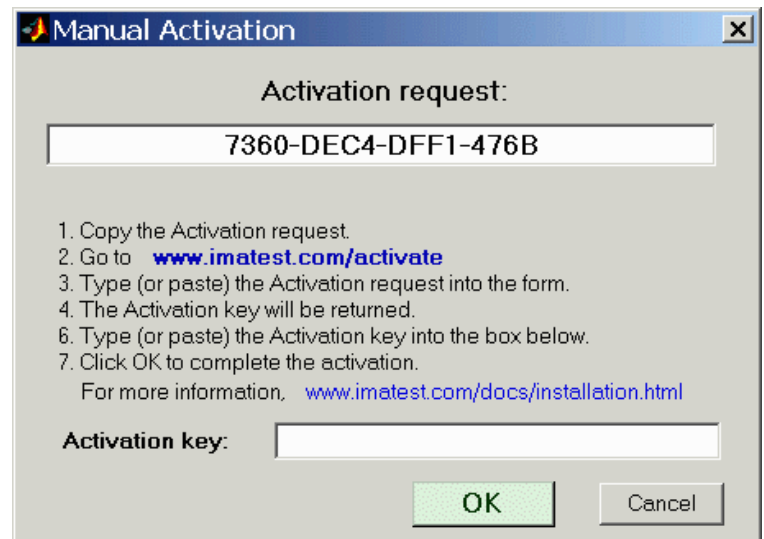 Manual Activation
Activation request:
7360-DEC4-DFF1-476B
1. Copy the Activation request.
2. Go to www.imatest.com/activate
3. Type (or paste) the Activation request into the form.
4. The Activation key will be returned.
6. Type (or paste) the Activation key into the box below.
7. Click OK to complete the activation.
For more information, www.imatest.com/docs/installation.html
Activation key:
OK Cancel